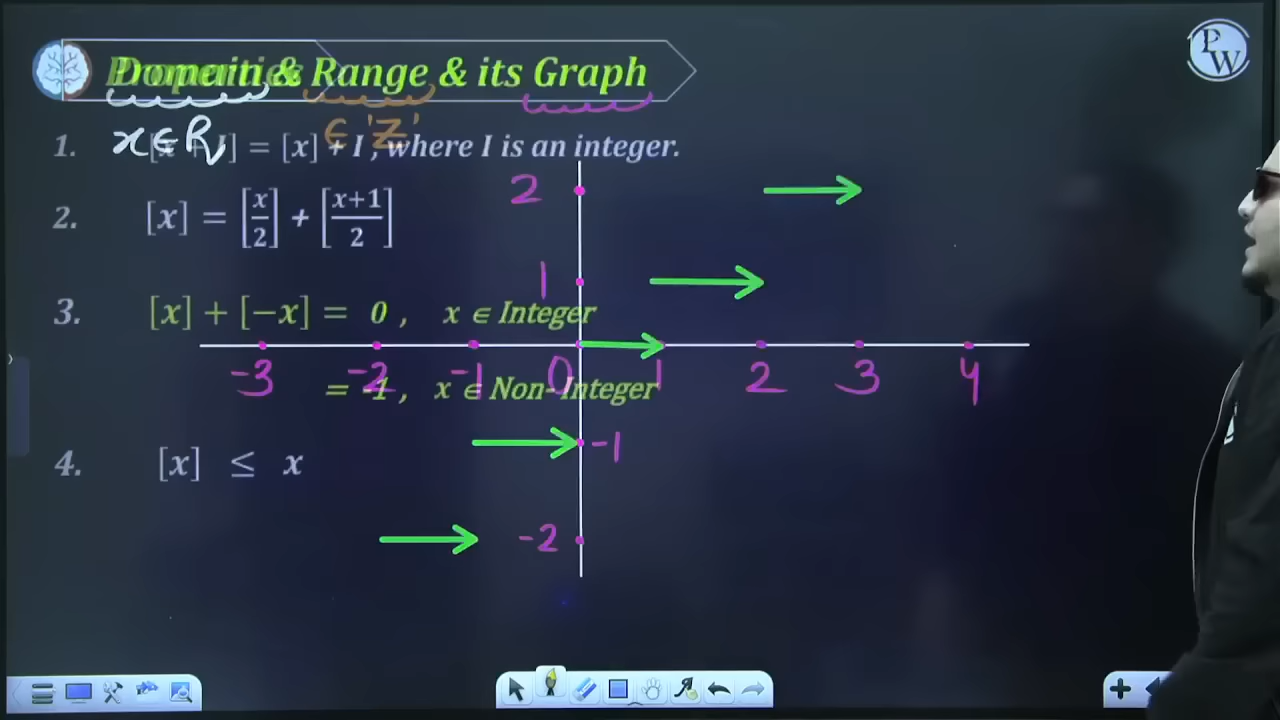 Domain & Range & its Graph
Properties
PW
x ∈ R
∈ 'Z'
1. [x + I] = [x] + I, where I is an integer.
2
2. [x] = [x/2] + [(x+1)/2]
1
3. [x] + [−x] = 0 , x ∈ Integer
-3 -2 -1 0 1 2 3 4
= -1 , x ∈ Non-Integer
-1
4. [x] ≤ x
-2